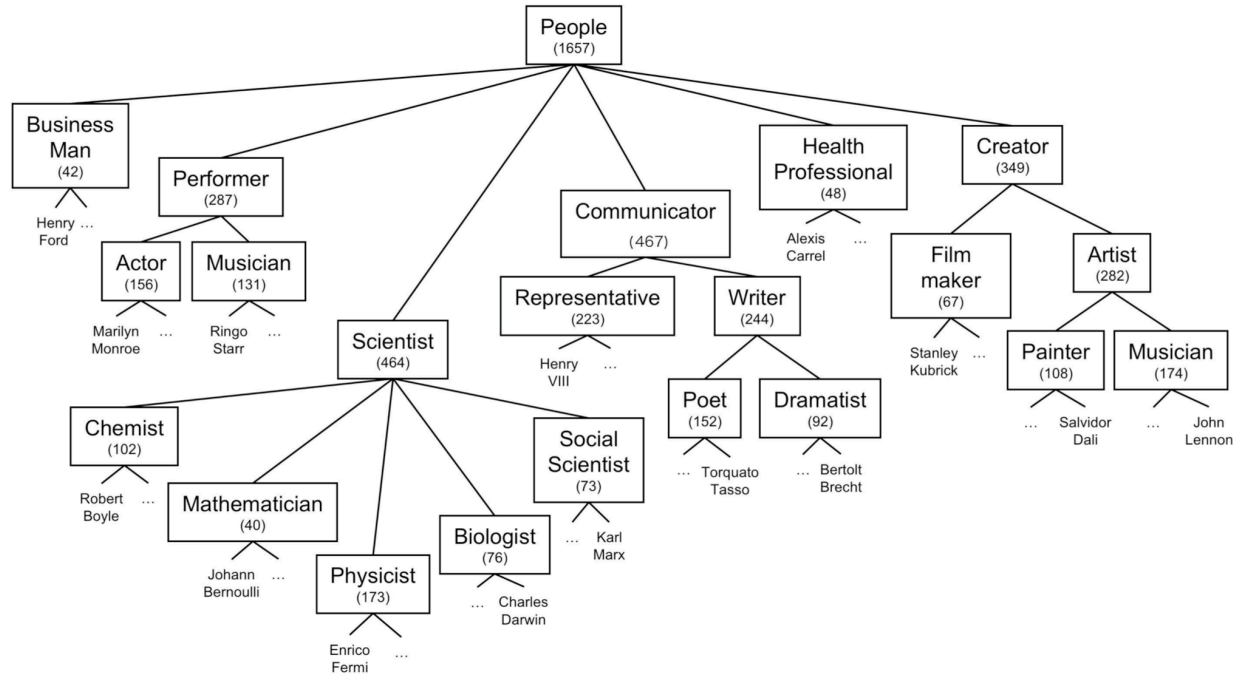 People
(1657)
Business
Man
(42)
Henry ...
Ford
Performer
(287)
Actor
(156)
Marilyn ...
Monroe
Musician
(131)
Ringo ...
Starr
Scientist
(464)
Chemist
(102)
Robert ...
Boyle
Mathematician
(40)
Johann ...
Bernoulli
Physicist
(173)
Enrico
Fermi ...
Biologist
(76)
... Charles
Darwin
Social
Scientist
(73)
... Karl
Marx
Communicator
(467)
Representative
(223)
Henry ...
VIII
Writer
(244)
Poet
(152)
... Torquato
Tasso
Dramatist
(92)
... Bertolt
Brecht
Health
Professional
(48)
Alexis ...
Carrel
Creator
(349)
Film
maker
(67)
Stanley ...
Kubrick
Artist
(282)
Painter
(108)
... Salvidor
Dali
Musician
(174)
... John
Lennon